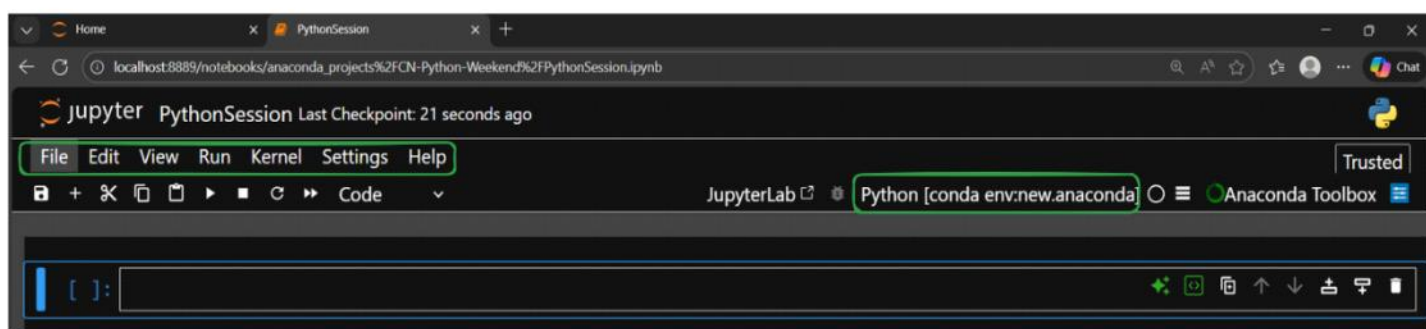 Home PythonSession
localhost:8889/notebooks/anaconda_projects%2FCN-Python-Weekend%2FPythonSession.ipynb Chat
jupyter PythonSession Last Checkpoint: 21 seconds ago
File Edit View Run Kernel Settings Help Trusted
Code JupyterLab Python [conda env:new.anaconda] Anaconda Toolbox
[ ]: